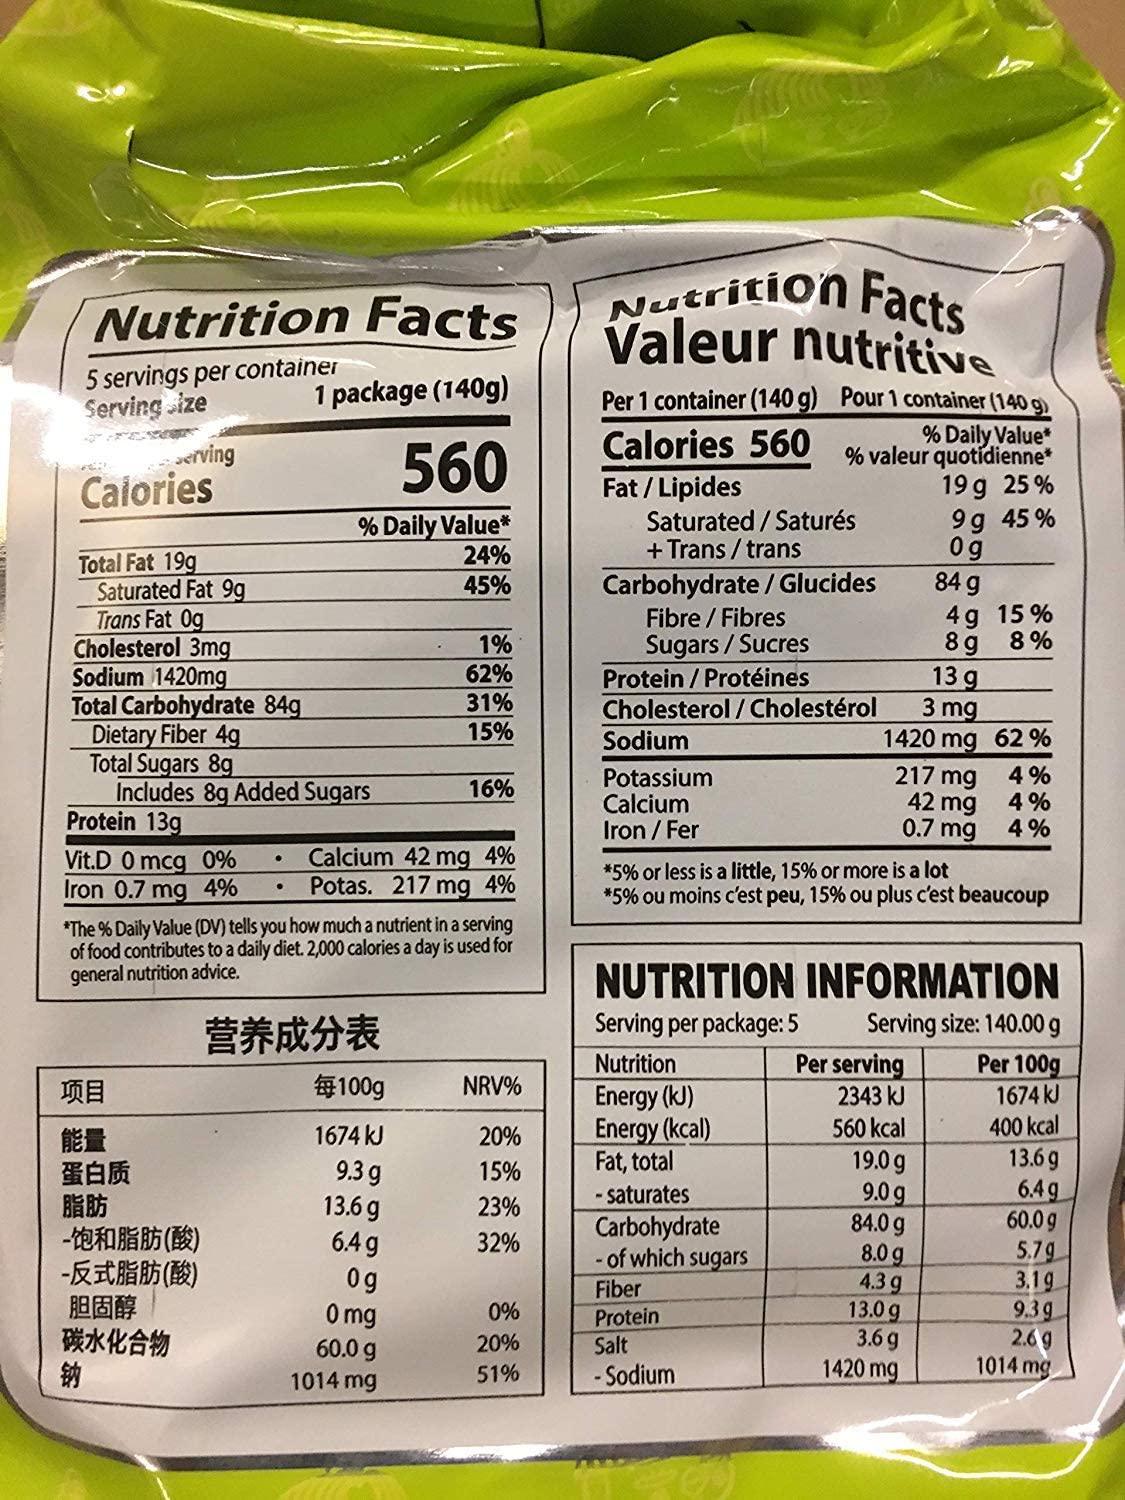 Nutrition Facts
5 servings per container
Serving size 1 package (140g)
serving
Calories 560
% Daily Value*
Total Fat 19g 24%
Saturated Fat 9g 45%
Trans Fat 0g
Cholesterol 3mg 1%
Sodium 1420mg 62%
Total Carbohydrate 84g 31%
Dietary Fiber 4g 15%
Total Sugars 8g
Includes 8g Added Sugars 16%
Protein 13g
Vit.D 0 mcg 0% • Calcium 42 mg 4%
Iron 0.7 mg 4% • Potas. 217 mg 4%
*The % Daily Value (DV) tells you how much a nutrient in a serving
of food contributes to a daily diet. 2,000 calories a day is used for
general nutrition advice.
营养成分表
项目 每100g NRV%
能量 1674 kJ 20%
蛋白质 9.3 g 15%
脂肪 13.6 g 23%
-饱和脂肪(酸) 6.4 g 32%
-反式脂肪(酸) 0 g
胆固醇 0 mg 0%
碳水化合物 60.0 g 20%
钠 1014 mg 51%
Nutrition Facts
Valeur nutritive
Per 1 container (140 g) Pour 1 container (140 g)
Calories 560 % Daily Value*
% valeur quotidienne*
Fat / Lipides 19 g 25 %
Saturated / Saturés 9 g 45 %
+ Trans / trans 0 g
Carbohydrate / Glucides 84 g
Fibre / Fibres 4 g 15 %
Sugars / Sucres 8 g 8 %
Protein / Protéines 13 g
Cholesterol / Cholestérol 3 mg
Sodium 1420 mg 62 %
Potassium 217 mg 4 %
Calcium 42 mg 4 %
Iron / Fer 0.7 mg 4 %
*5% or less is a little, 15% or more is a lot
*5% ou moins c'est peu, 15% ou plus c'est beaucoup
NUTRITION INFORMATION
Serving per package: 5 Serving size: 140.00 g
Nutrition Per serving Per 100g
Energy (kJ) 2343 kJ 1674 kJ
Energy (kcal) 560 kcal 400 kcal
Fat, total 19.0 g 13.6 g
- saturates 9.0 g 6.4 g
Carbohydrate 84.0 g 60.0 g
- of which sugars 8.0 g 5.7 g
Fiber 4.3 g 3.1 g
Protein 13.0 g 9.3 g
Salt 3.6 g 2.6 g
- Sodium 1420 mg 1014 mg